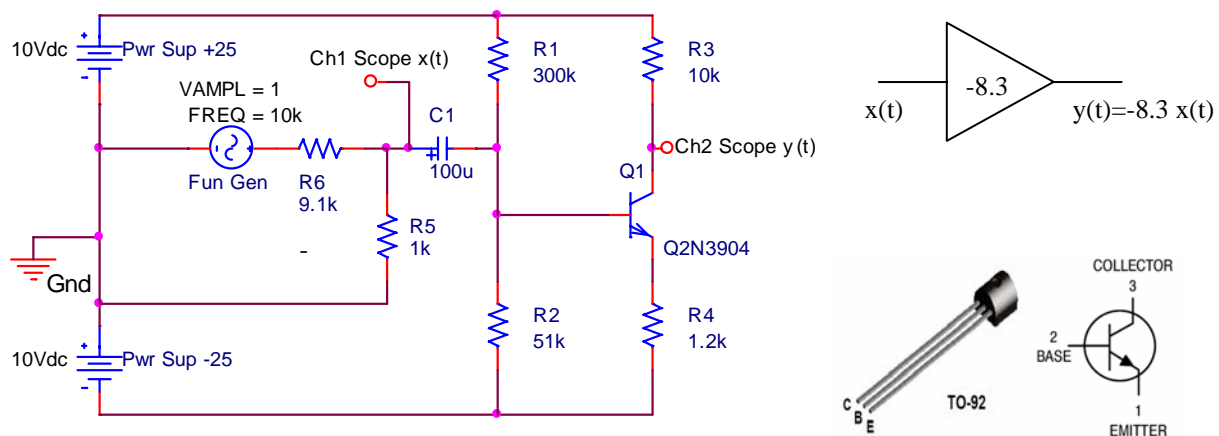 10Vdc
Pwr Sup +25
Ch1 Scope x(t)
R1
300k
R3
10k
VAMPL = 1
FREQ = 10k
C1
100u
Fun Gen
R6
9.1k
R5
1k
-
Gnd
Ch2 Scope y(t)
Q1
Q2N3904
R2
51k
R4
1.2k
10Vdc
Pwr Sup -25
-8.3
x(t)
y(t)=-8.3 x(t)
C
B
E
TO-92
COLLECTOR
3
2
BASE
1
EMITTER